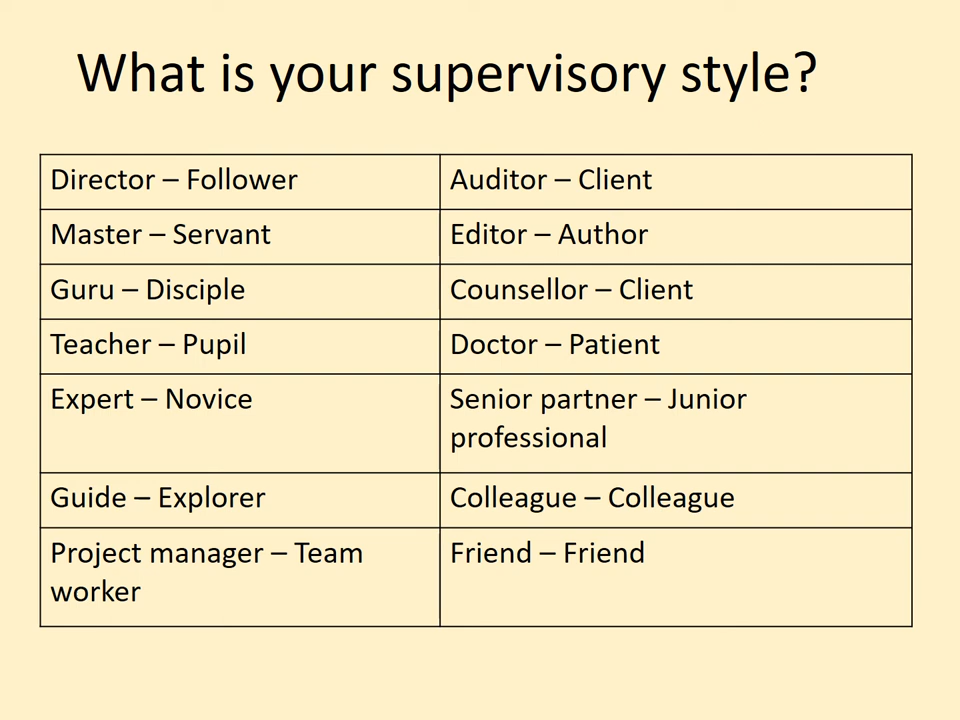 What is your supervisory style?
Director – Follower
Auditor – Client
Master – Servant
Editor – Author
Guru – Disciple
Counsellor – Client
Teacher – Pupil
Doctor – Patient
Expert – Novice
Senior partner – Junior
professional
Guide – Explorer
Colleague – Colleague
Project manager – Team
worker
Friend – Friend